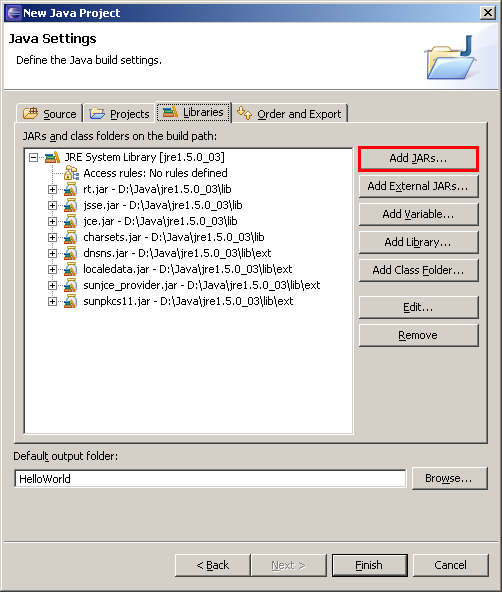 New Java Project
Java Settings
Define the Java build settings.
Source Projects Libraries Order and Export
JARs and class folders on the build path:
JRE System Library [jre1.5.0_03]
Access rules: No rules defined
rt.jar - D:\Java\jre1.5.0_03\lib
jsse.jar - D:\Java\jre1.5.0_03\lib
jce.jar - D:\Java\jre1.5.0_03\lib
charsets.jar - D:\Java\jre1.5.0_03\lib
dnsns.jar - D:\Java\jre1.5.0_03\lib\ext
localedata.jar - D:\Java\jre1.5.0_03\lib\ext
sunjce_provider.jar - D:\Java\jre1.5.0_03\lib\ext
sunpkcs11.jar - D:\Java\jre1.5.0_03\lib\ext
Add JARs...
Add External JARs...
Add Variable...
Add Library...
Add Class Folder...
Edit...
Remove
Default output folder:
HelloWorld
Browse...
< Back Next > Finish Cancel